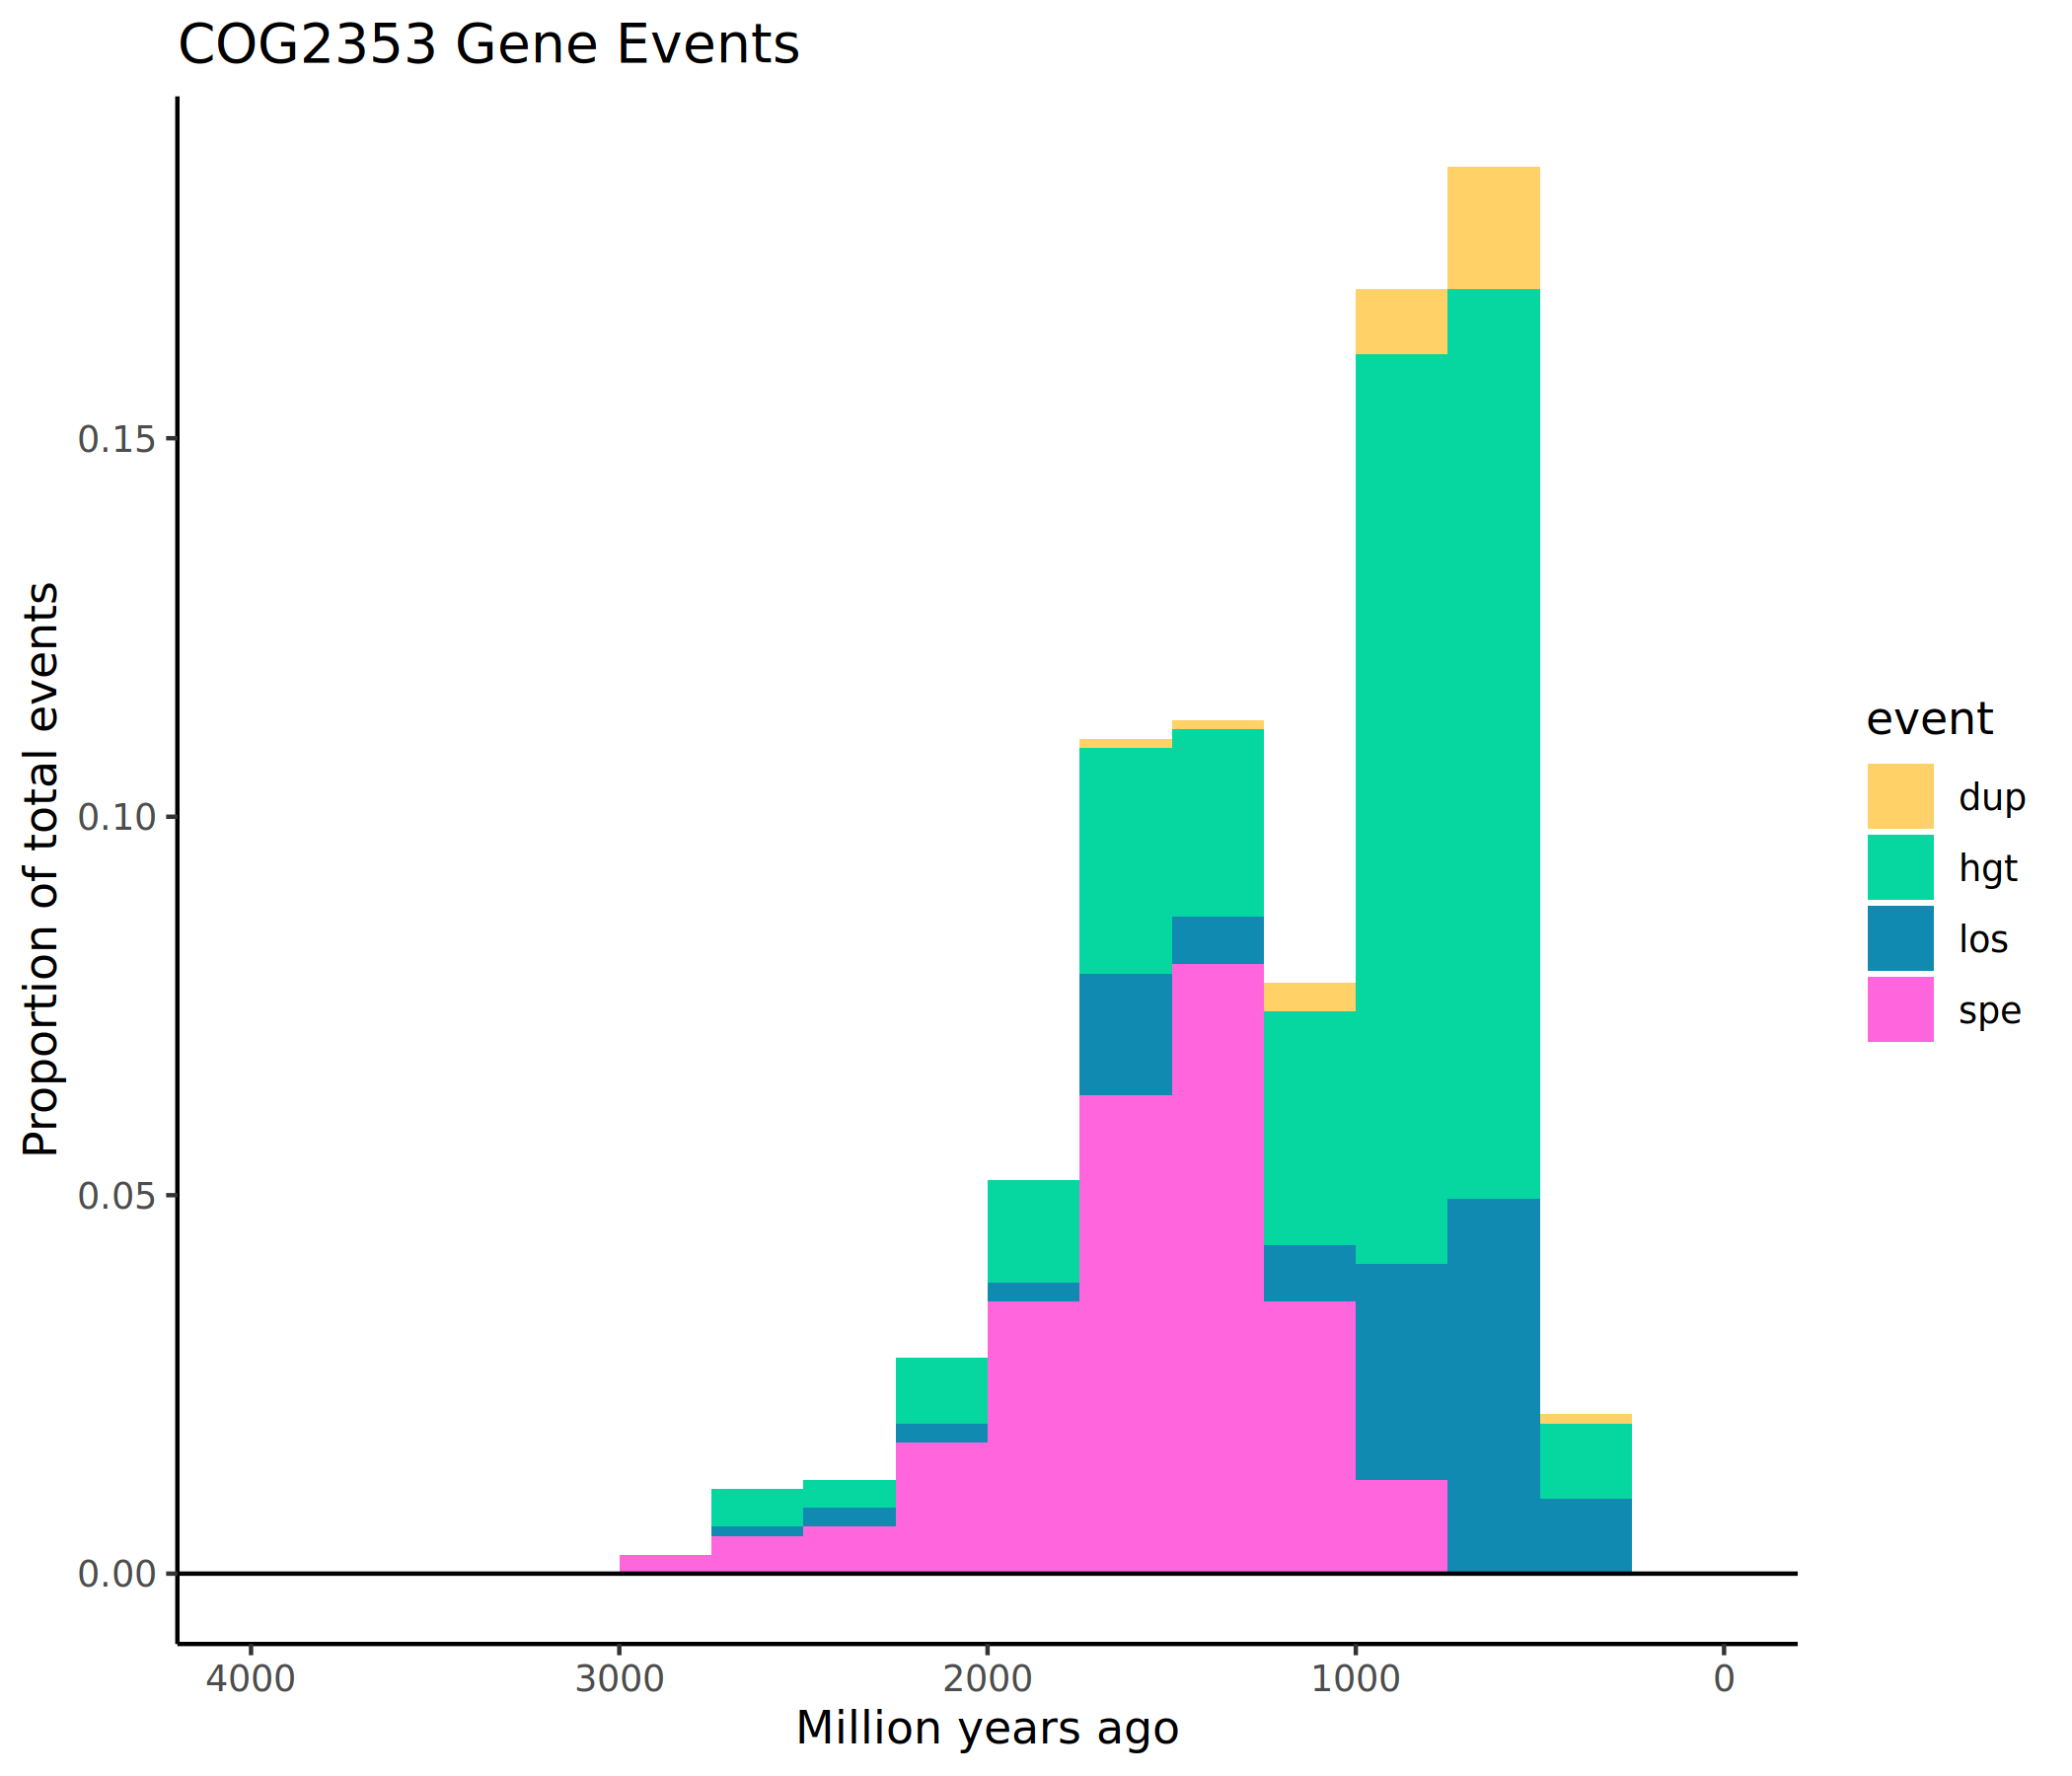 COG2353 Gene Events
Proportion of total events
0.15
0.10
0.05
0.00
4000 3000 2000 1000 0
Million years ago
event
dup
hgt
los
spe